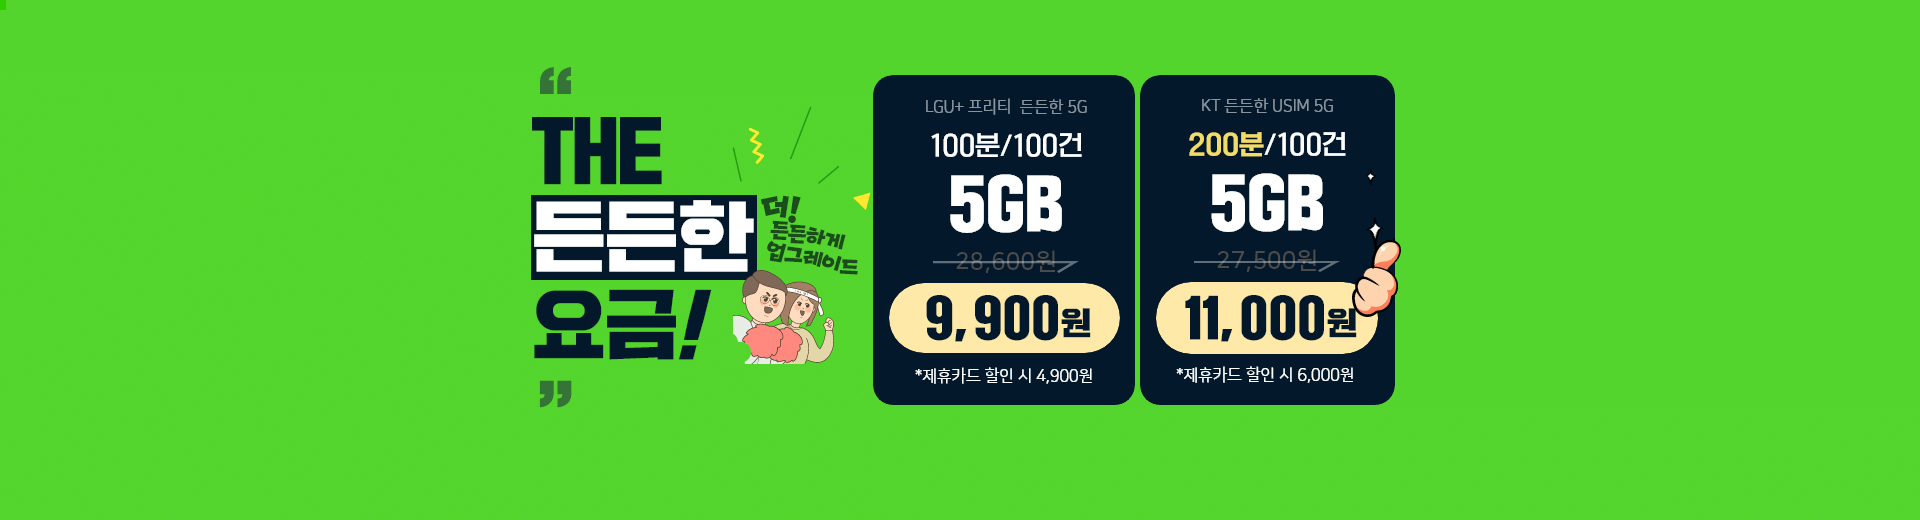 “
THE
든든한
요금!
”
더!
든든하게
업그레이드
LGU+ 프리티 든든한 5G
100분/100건
5GB
28,600원
9,900원
*제휴카드 할인 시 4,900원
KT 든든한 USIM 5G
200분/100건
5GB
27,500원
11,000원
*제휴카드 할인 시 6,000원